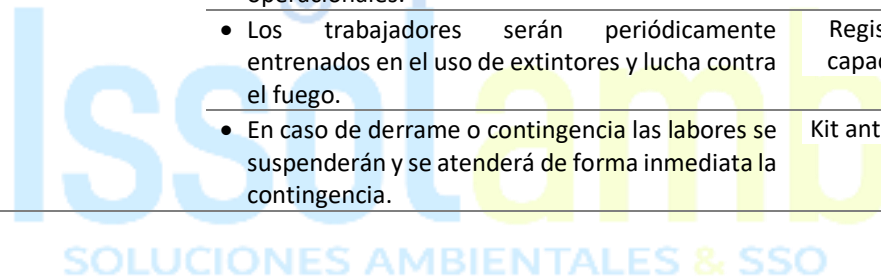 operacionales.
• Los trabajadores serán periódicamente
entrenados en el uso de extintores y lucha contra
el fuego.
Regis
capac
• En caso de derrame o contingencia las labores se
suspenderán y se atenderá de forma inmediata la
contingencia.
Kit ant
Issolamb
SOLUCIONES AMBIENTALES & SSO